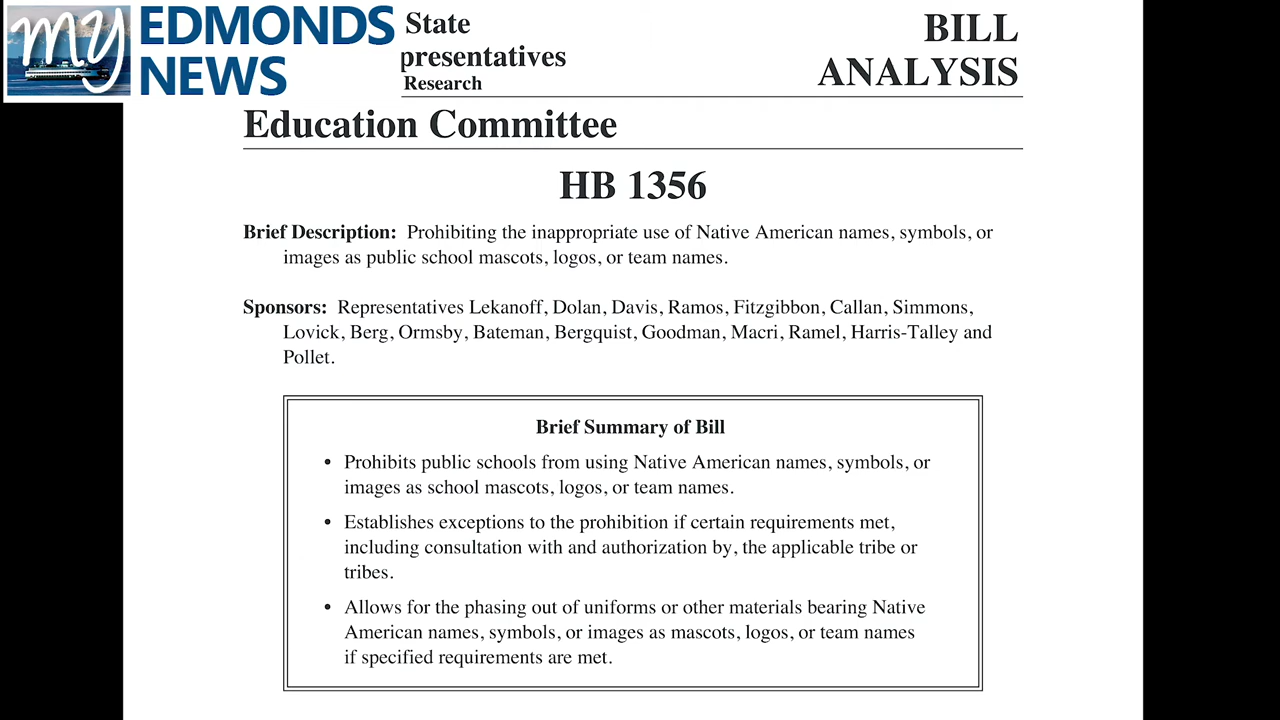 my
EDMONDS
NEWS
State
presentatives
Research
BILL
ANALYSIS
Education Committee
HB 1356
Brief Description: Prohibiting the inappropriate use of Native American names, symbols, or
images as public school mascots, logos, or team names.
Sponsors: Representatives Lekanoff, Dolan, Davis, Ramos, Fitzgibbon, Callan, Simmons,
Lovick, Berg, Ormsby, Bateman, Bergquist, Goodman, Macri, Ramel, Harris-Talley and
Pollet.
Brief Summary of Bill
• Prohibits public schools from using Native American names, symbols, or
images as school mascots, logos, or team names.
• Establishes exceptions to the prohibition if certain requirements met,
including consultation with and authorization by, the applicable tribe or
tribes.
• Allows for the phasing out of uniforms or other materials bearing Native
American names, symbols, or images as mascots, logos, or team names
if specified requirements are met.